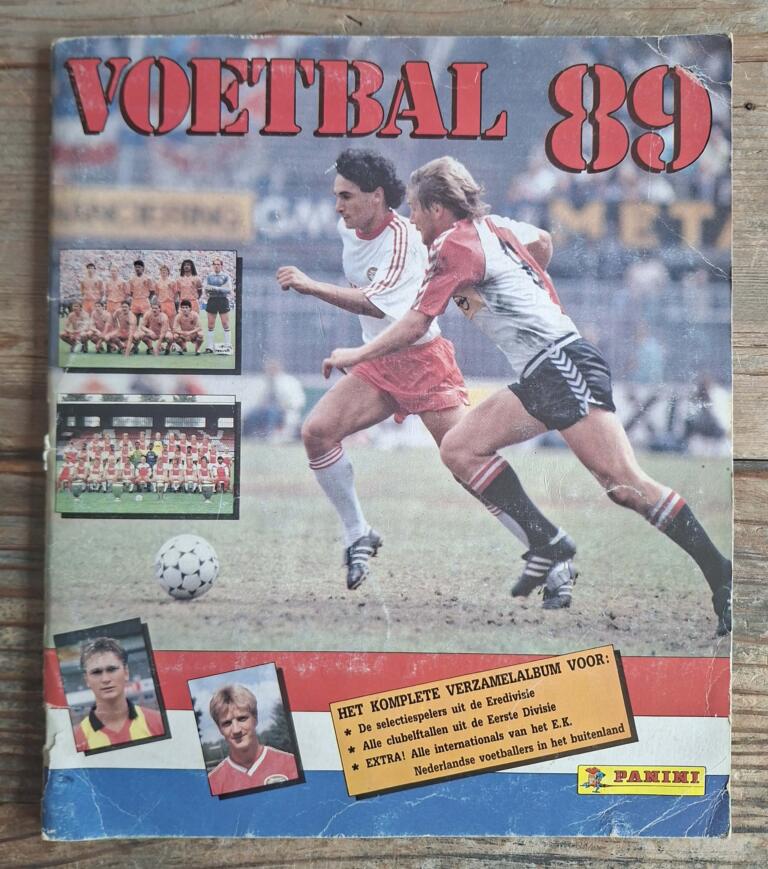 VOETBAL 89
HET KOMPLETE VERZAMELALBUM VOOR:
★ De selectiespelers uit de Eredivisie
★ Alle clubelftallen uit de Eerste Divisie
★ EXTRA! Alle internationals van het E.K.
Nederlandse voetballers in het buitenland
PANINI